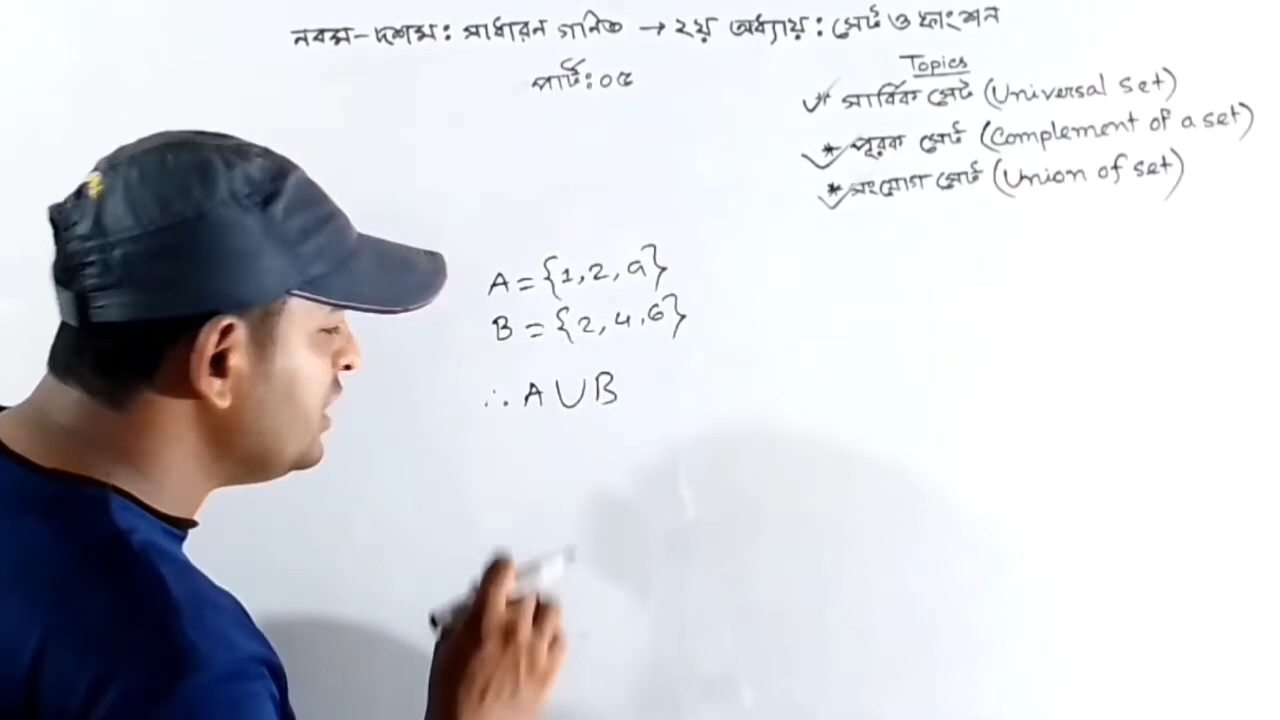 নবম-দশম: সাধারন গনিত → ২য় অধ্যায়: সেট ও ফাংশন
পার্ট: ০৫
Topics
* সার্বিক সেট (Universal set)
* পূরক সেট (Complement of a set)
* সংযোগ সেট (Union of set)
A = {1, 2, a}
B = {2, 4, 6}
∴ A ∪ B